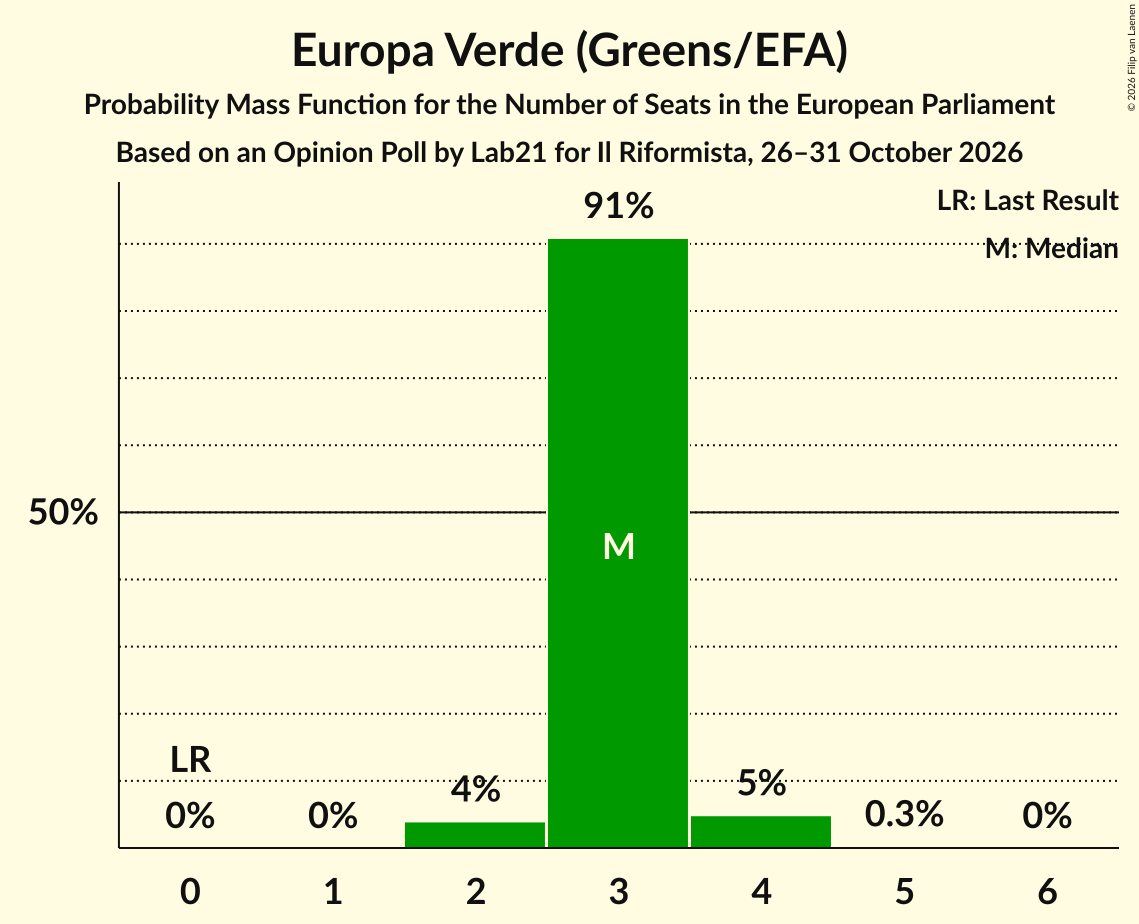 Europa Verde (Greens/EFA)
Probability Mass Function for the Number of Seats in the European Parliament
Based on an Opinion Poll by Lab21 for Il Riformista, 26–31 October 2026
© 2026 Filip van Laenen
LR: Last Result
M: Median
91%
50%
M
LR
0%
0%
4%
5%
0.3%
0%
0
1
2
3
4
5
6